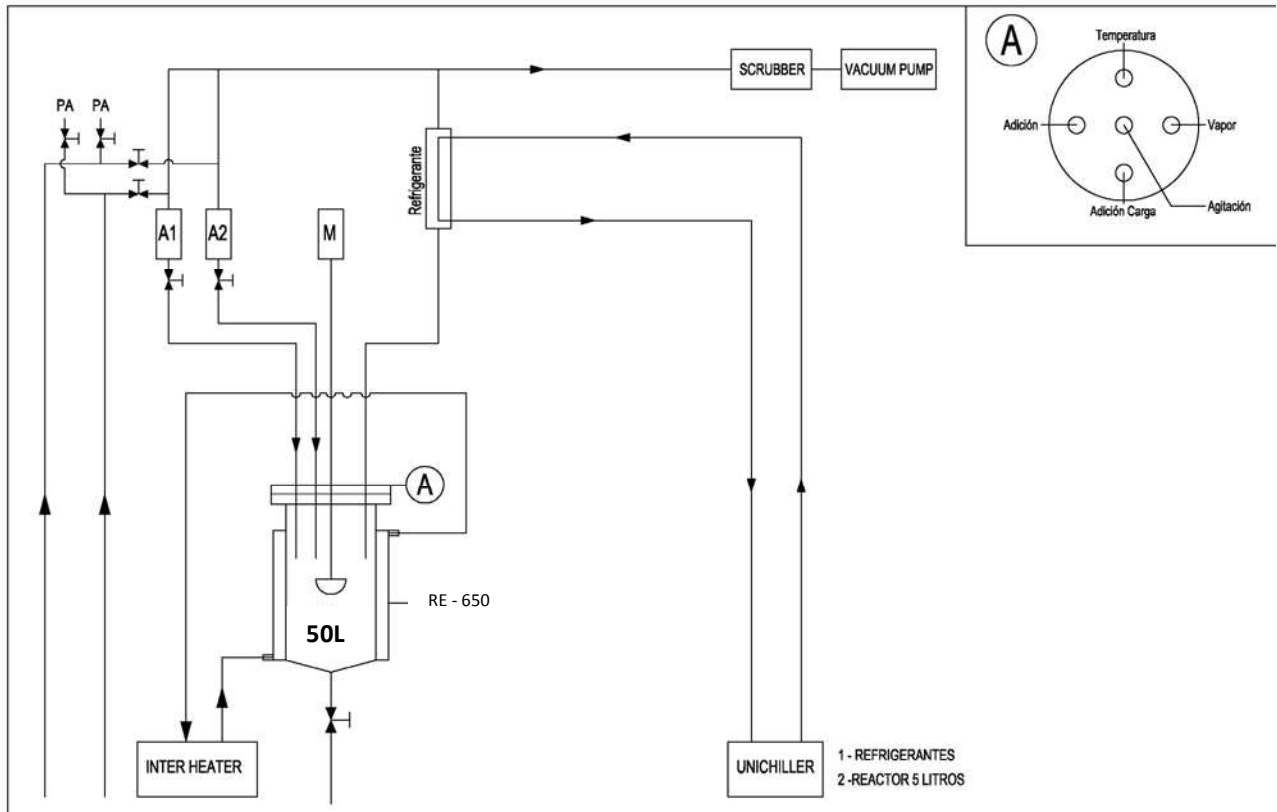 SCRUBBER
VACUUM PUMP
A
Temperatura
Adición
Vapor
Adición Carga
Agitación
PA
PA
Refrigerante
A1
A2
M
A
RE - 650
50L
INTER HEATER
UNICHILLER
1 - REFRIGERANTES
2 -REACTOR 5 LITROS